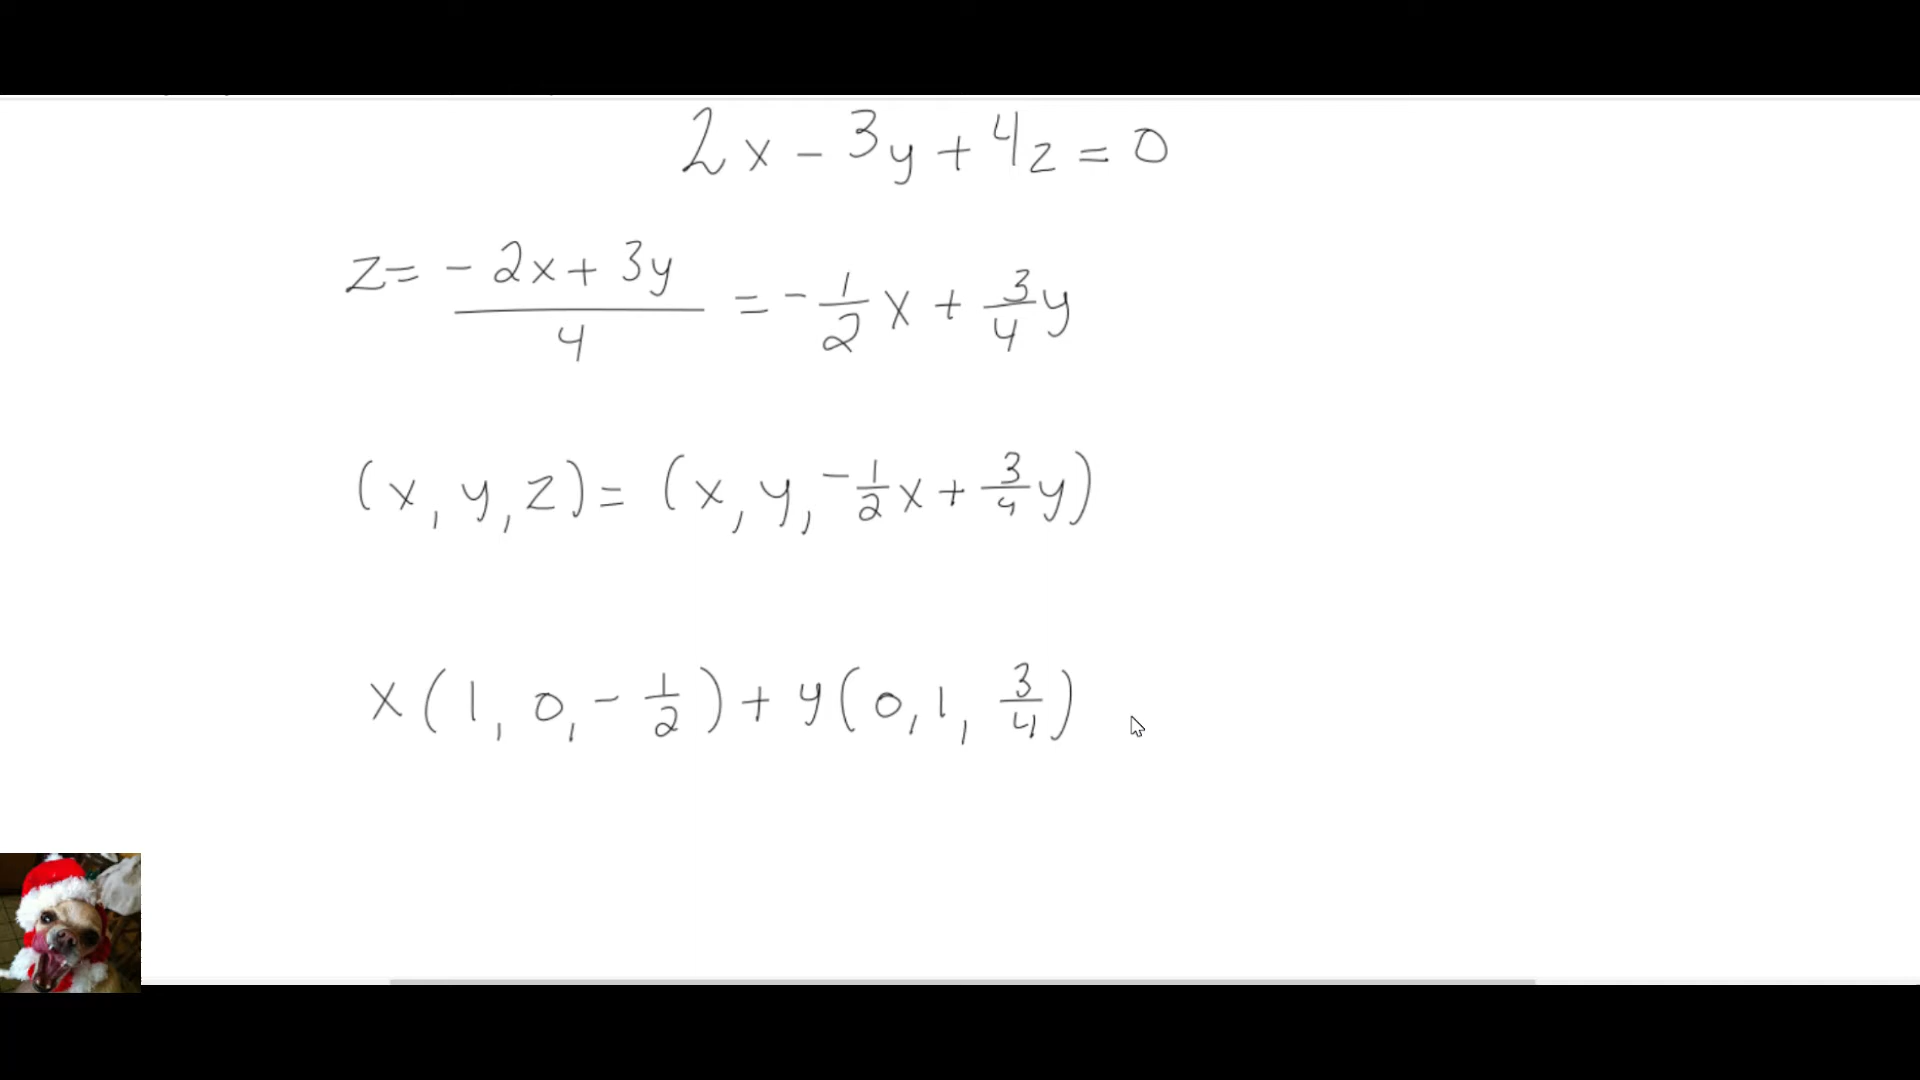 2x - 3y + 4z = 0
z = (-2x + 3y)/4 = -1/2 x + 3/4 y
(x, y, z) = (x, y, -1/2 x + 3/4 y)
x(1, 0, -1/2) + y(0, 1, 3/4)